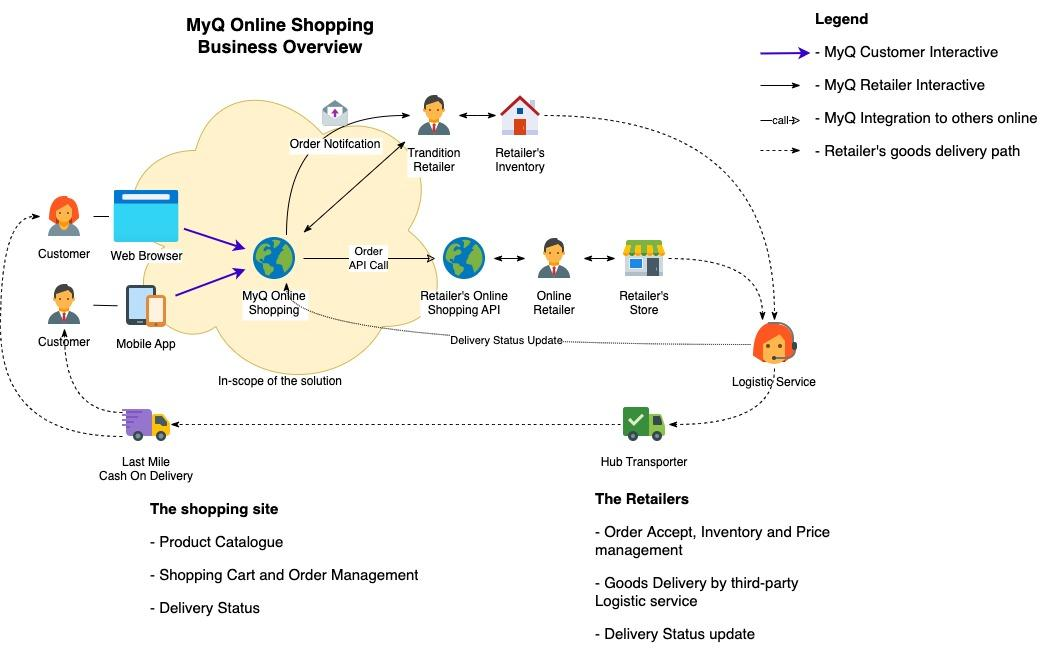 MyQ Online Shopping
Business Overview
Legend
- MyQ Customer Interactive
- MyQ Retailer Interactive
call
- MyQ Integration to others online
- Retailer's goods delivery path
Order Notifcation
Trandition
Retailer
Retailer's
Inventory
Customer
Web Browser
Order
API Call
MyQ Online
Shopping
Retailer's Online
Shopping API
Online
Retailer
Retailer's
Store
Customer
Mobile App
Delivery Status Update
In-scope of the solution
Logistic Service
Last Mile
Cash On Delivery
Hub Transporter
The shopping site
- Product Catalogue
- Shopping Cart and Order Management
- Delivery Status
The Retailers
- Order Accept, Inventory and Price
management
- Goods Delivery by third-party
Logistic service
- Delivery Status update